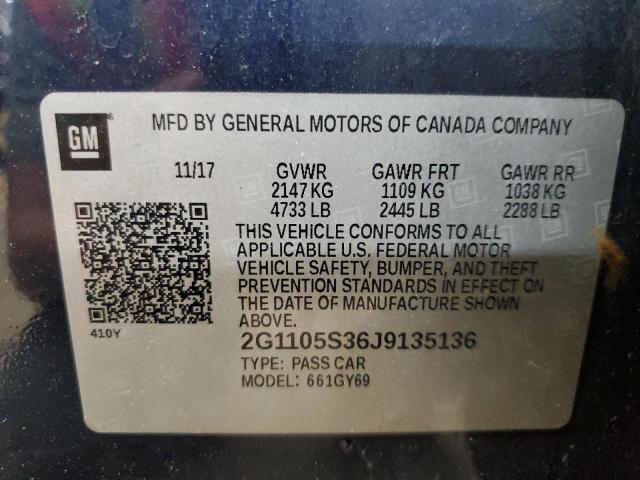 GM
MFD BY GENERAL MOTORS OF CANADA COMPANY
11/17 GVWR GAWR FRT GAWR RR
2147 KG 1109 KG 1038 KG
4733 LB 2445 LB 2288 LB
THIS VEHICLE CONFORMS TO ALL
APPLICABLE U.S. FEDERAL MOTOR
VEHICLE SAFETY, BUMPER, AND THEFT
PREVENTION STANDARDS IN EFFECT ON
THE DATE OF MANUFACTURE SHOWN
ABOVE.
410Y
2G1105S36J9135136
TYPE: PASS CAR
MODEL: 661GY69